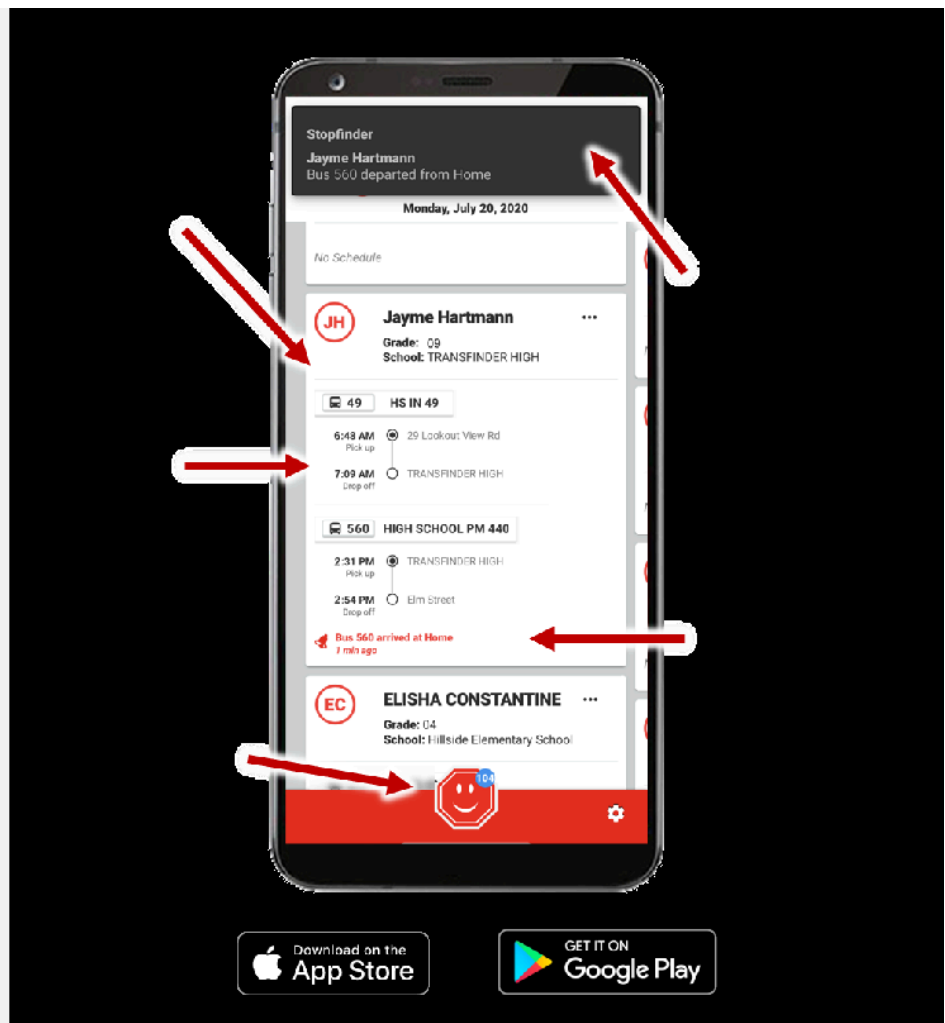 Stopfinder
Jayme Hartmann
Bus 560 departed from Home
Monday, July 20, 2020
No Schedule
JH
Jayme Hartmann
Grade: 09
School: TRANSFINDER HIGH
49 HS IN 49
6:48 AM 29 Lookout View Rd
Pick up
7:09 AM TRANSFINDER HIGH
Drop off
560 HIGH SCHOOL PM 440
2:31 PM TRANSFINDER HIGH
Pick up
2:54 PM Elm Street
Drop off
Bus 560 arrived at Home
1 min ago
EC
ELISHA CONSTANTINE
Grade: 04
School: Hillside Elementary School
104
Download on the
App Store
GET IT ON
Google Play